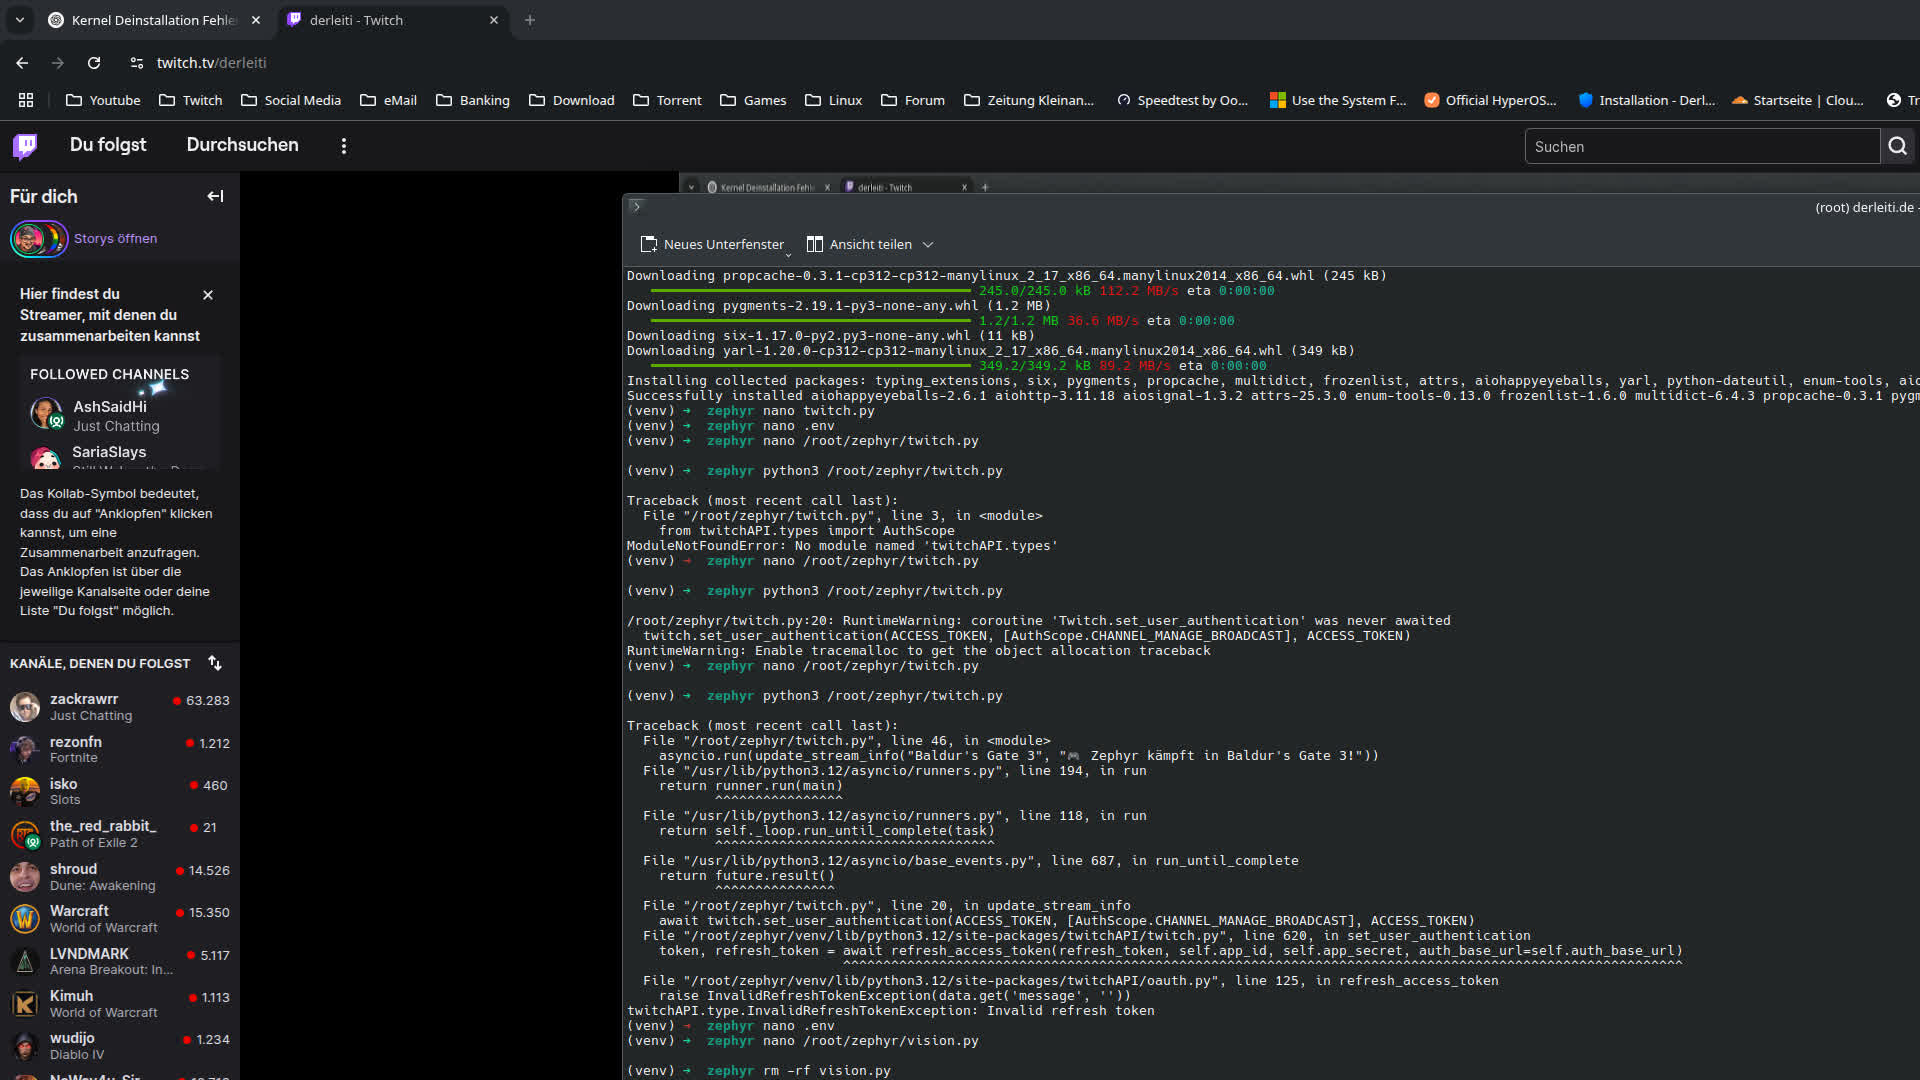 Kernel Deinstallation Fehle
derleiti - Twitch
twitch.tv/derleiti
Youtube
Twitch
Social Media
eMail
Banking
Download
Torrent
Games
Linux
Forum
Zeitung Kleinan...
Speedtest by Oo...
Use the System F...
Official HyperOS...
Installation - Derl...
Startseite | Clou...
Tr
Du folgst
Durchsuchen
Suchen
Für dich
Storys öffnen
Hier findest du
Streamer, mit denen du
zusammenarbeiten kannst
FOLLOWED CHANNELS
AshSaidHi
Just Chatting
SariaSlays
Das Kollab-Symbol bedeutet,
dass du auf "Anklopfen" klicken
kannst, um eine
Zusammenarbeit anzufragen.
Das Anklopfen ist über die
jeweilige Kanalseite oder deine
Liste "Du folgst" möglich.
KANÄLE, DENEN DU FOLGST
zackrawrr 63.283
Just Chatting
rezonfn 1.212
Fortnite
isko 460
Slots
the_red_rabbit_ 21
Path of Exile 2
shroud 14.526
Dune: Awakening
Warcraft 15.350
World of Warcraft
LVNDMARK 5.117
Arena Breakout: In...
Kimuh 1.113
World of Warcraft
wudijo 1.234
Diablo IV
Kernel Deinstallation Fehle
derleiti - Twitch
(root) derleiti.de -
Neues Unterfenster
Ansicht teilen
Downloading propcache-0.3.1-cp312-cp312-manylinux_2_17_x86_64.manylinux2014_x86_64.whl (245 kB)
245.0/245.0 kB 112.2 MB/s eta 0:00:00
Downloading pygments-2.19.1-py3-none-any.whl (1.2 MB)
1.2/1.2 MB 36.6 MB/s eta 0:00:00
Downloading six-1.17.0-py2.py3-none-any.whl (11 kB)
Downloading yarl-1.20.0-cp312-cp312-manylinux_2_17_x86_64.manylinux2014_x86_64.whl (349 kB)
349.2/349.2 kB 89.2 MB/s eta 0:00:00
Installing collected packages: typing_extensions, six, pygments, propcache, multidict, frozenlist, attrs, aiohappyeyeballs, yarl, python-dateutil, enum-tools, aio
Successfully installed aiohappyeyeballs-2.6.1 aiohttp-3.11.18 aiosignal-1.3.2 attrs-25.3.0 enum-tools-0.13.0 frozenlist-1.6.0 multidict-6.4.3 propcache-0.3.1 pygm
(venv) → zephyr nano twitch.py
(venv) → zephyr nano .env
(venv) → zephyr nano /root/zephyr/twitch.py
(venv) → zephyr python3 /root/zephyr/twitch.py
Traceback (most recent call last):
File "/root/zephyr/twitch.py", line 3, in <module>
from twitchAPI.types import AuthScope
ModuleNotFoundError: No module named 'twitchAPI.types'
(venv) → zephyr nano /root/zephyr/twitch.py
(venv) → zephyr python3 /root/zephyr/twitch.py
/root/zephyr/twitch.py:20: RuntimeWarning: coroutine 'Twitch.set_user_authentication' was never awaited
twitch.set_user_authentication(ACCESS_TOKEN, [AuthScope.CHANNEL_MANAGE_BROADCAST], ACCESS_TOKEN)
RuntimeWarning: Enable tracemalloc to get the object allocation traceback
(venv) → zephyr nano /root/zephyr/twitch.py
(venv) → zephyr python3 /root/zephyr/twitch.py
Traceback (most recent call last):
File "/root/zephyr/twitch.py", line 46, in <module>
asyncio.run(update_stream_info("Baldur's Gate 3", "🎮 Zephyr kämpft in Baldur's Gate 3!"))
File "/usr/lib/python3.12/asyncio/runners.py", line 194, in run
return runner.run(main)
^^^^^^^^^^^^^^^^
File "/usr/lib/python3.12/asyncio/runners.py", line 118, in run
return self._loop.run_until_complete(task)
^^^^^^^^^^^^^^^^^^^^^^^^^^^^^^^^^^^
File "/usr/lib/python3.12/asyncio/base_events.py", line 687, in run_until_complete
return future.result()
^^^^^^^^^^^^^^^
File "/root/zephyr/twitch.py", line 20, in update_stream_info
await twitch.set_user_authentication(ACCESS_TOKEN, [AuthScope.CHANNEL_MANAGE_BROADCAST], ACCESS_TOKEN)
File "/root/zephyr/venv/lib/python3.12/site-packages/twitchAPI/twitch.py", line 620, in set_user_authentication
token, refresh_token = await refresh_access_token(refresh_token, self.app_id, self.app_secret, auth_base_url=self.auth_base_url)
^^^^^^^^^^^^^^^^^^^^^^^^^^^^^^^^^^^^^^^^^^^^^^^^^^^^^^^^^^^^^^^^^^^^^^^^^^^^^^^^^^^^^^^^^^^^^^^^^^^^^^^^^
File "/root/zephyr/venv/lib/python3.12/site-packages/twitchAPI/oauth.py", line 125, in refresh_access_token
raise InvalidRefreshTokenException(data.get('message', ''))
twitchAPI.type.InvalidRefreshTokenException: Invalid refresh token
(venv) → zephyr nano .env
(venv) → zephyr nano /root/zephyr/vision.py
(venv) → zephyr rm -rf vision.py